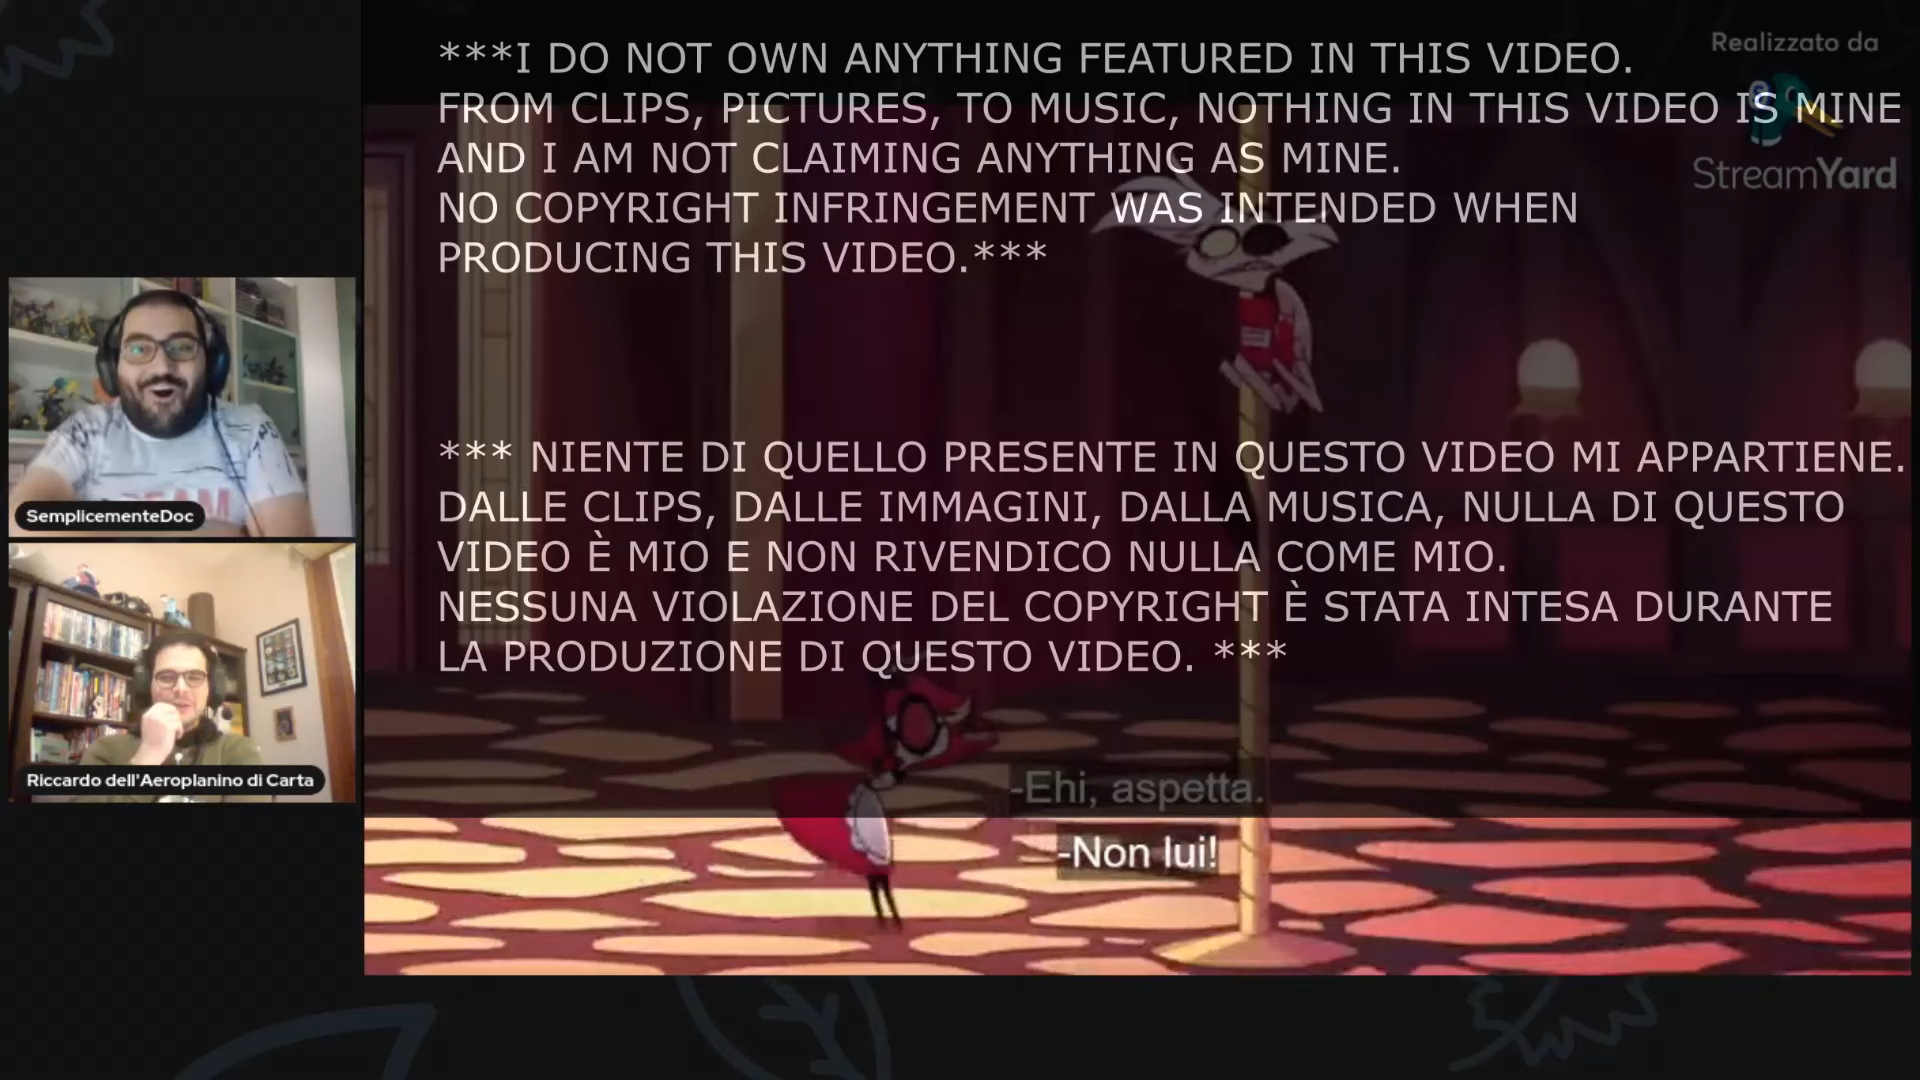 ***I DO NOT OWN ANYTHING FEATURED IN THIS VIDEO.
FROM CLIPS, PICTURES, TO MUSIC, NOTHING IN THIS VIDEO IS MINE
AND I AM NOT CLAIMING ANYTHING AS MINE.
NO COPYRIGHT INFRINGEMENT WAS INTENDED WHEN
PRODUCING THIS VIDEO.***
Realizzato da
StreamYard
*** NIENTE DI QUELLO PRESENTE IN QUESTO VIDEO MI APPARTIENE.
DALLE CLIPS, DALLE IMMAGINI, DALLA MUSICA, NULLA DI QUESTO
VIDEO È MIO E NON RIVENDICO NULLA COME MIO.
NESSUNA VIOLAZIONE DEL COPYRIGHT È STATA INTESA DURANTE
LA PRODUZIONE DI QUESTO VIDEO. ***
SemplicementeDoc
Riccardo dell'Aeroplanino di Carta
-Ehi, aspetta.
-Non lui!